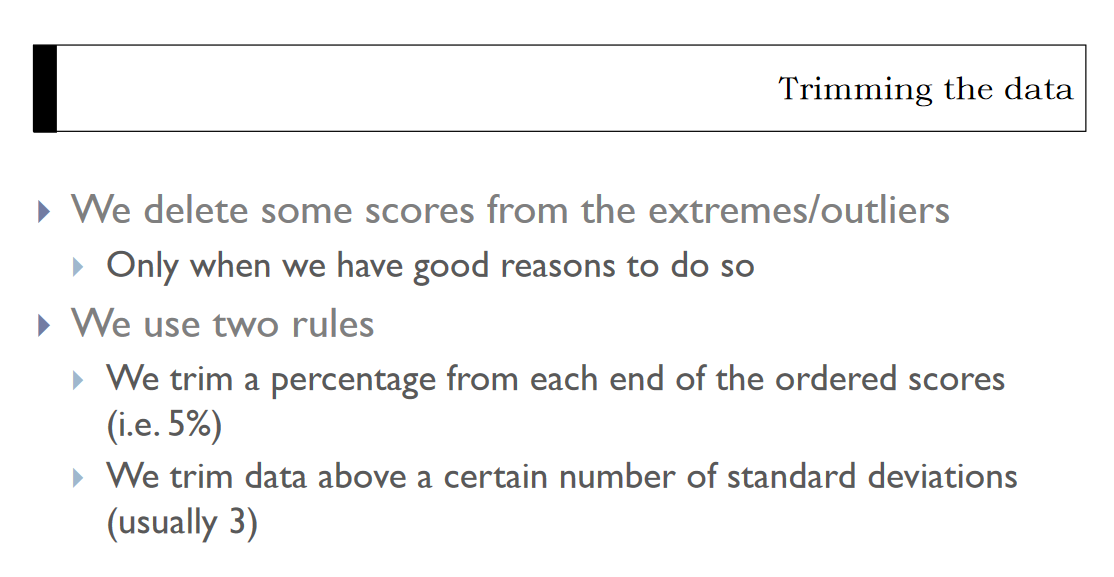 Trimming the data
We delete some scores from the extremes/outliers
Only when we have good reasons to do so
We use two rules
We trim a percentage from each end of the ordered scores
(i.e. 5%)
We trim data above a certain number of standard deviations
(usually 3)